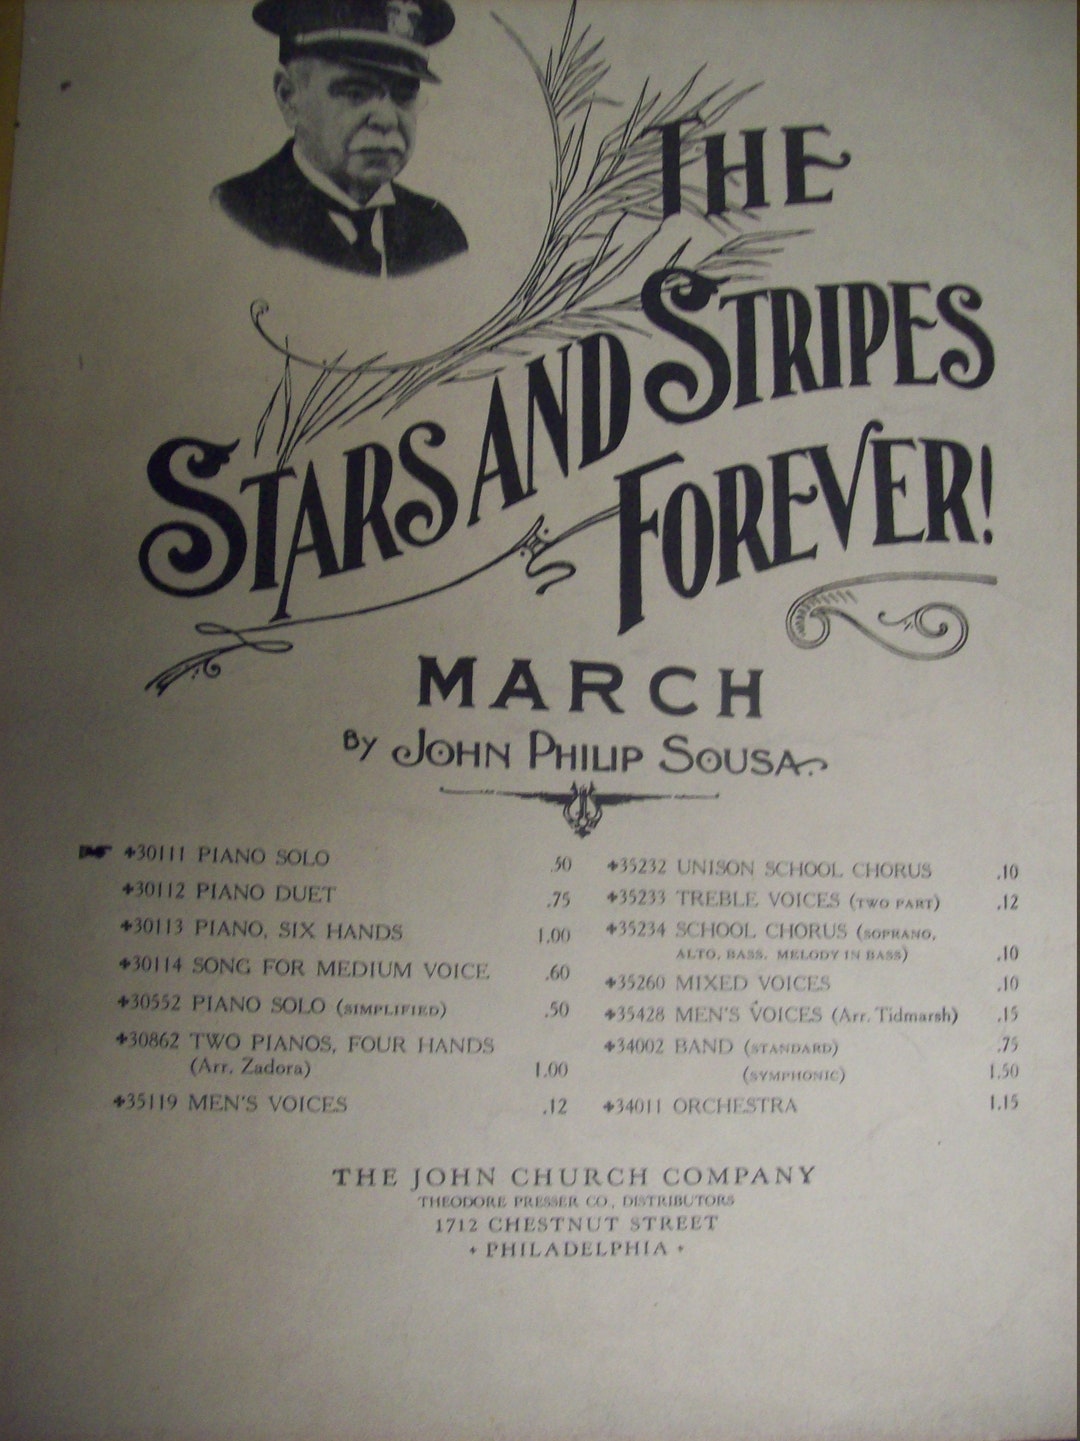 THE
STARS AND STRIPES
FOREVER!
MARCH
BY JOHN PHILIP SOUSA
30111 PIANO SOLO .50
30112 PIANO DUET .75
30113 PIANO, SIX HANDS 1.00
30114 SONG FOR MEDIUM VOICE .60
30552 PIANO SOLO (SIMPLIFIED) .50
30862 TWO PIANOS, FOUR HANDS
(Arr. Zadora) 1.00
35119 MEN'S VOICES .12
35232 UNISON SCHOOL CHORUS .10
35233 TREBLE VOICES (TWO PART) .12
35234 SCHOOL CHORUS (SOPRANO,
ALTO, BASS, MELODY IN BASS) .10
35260 MIXED VOICES .10
35428 MEN'S VOICES (Arr. Tidmarsh) .15
34002 BAND (STANDARD) .75
(SYMPHONIC) 1.50
34011 ORCHESTRA 1.15
THE JOHN CHURCH COMPANY
THEODORE PRESSER CO., DISTRIBUTORS
1712 CHESTNUT STREET
PHILADELPHIA